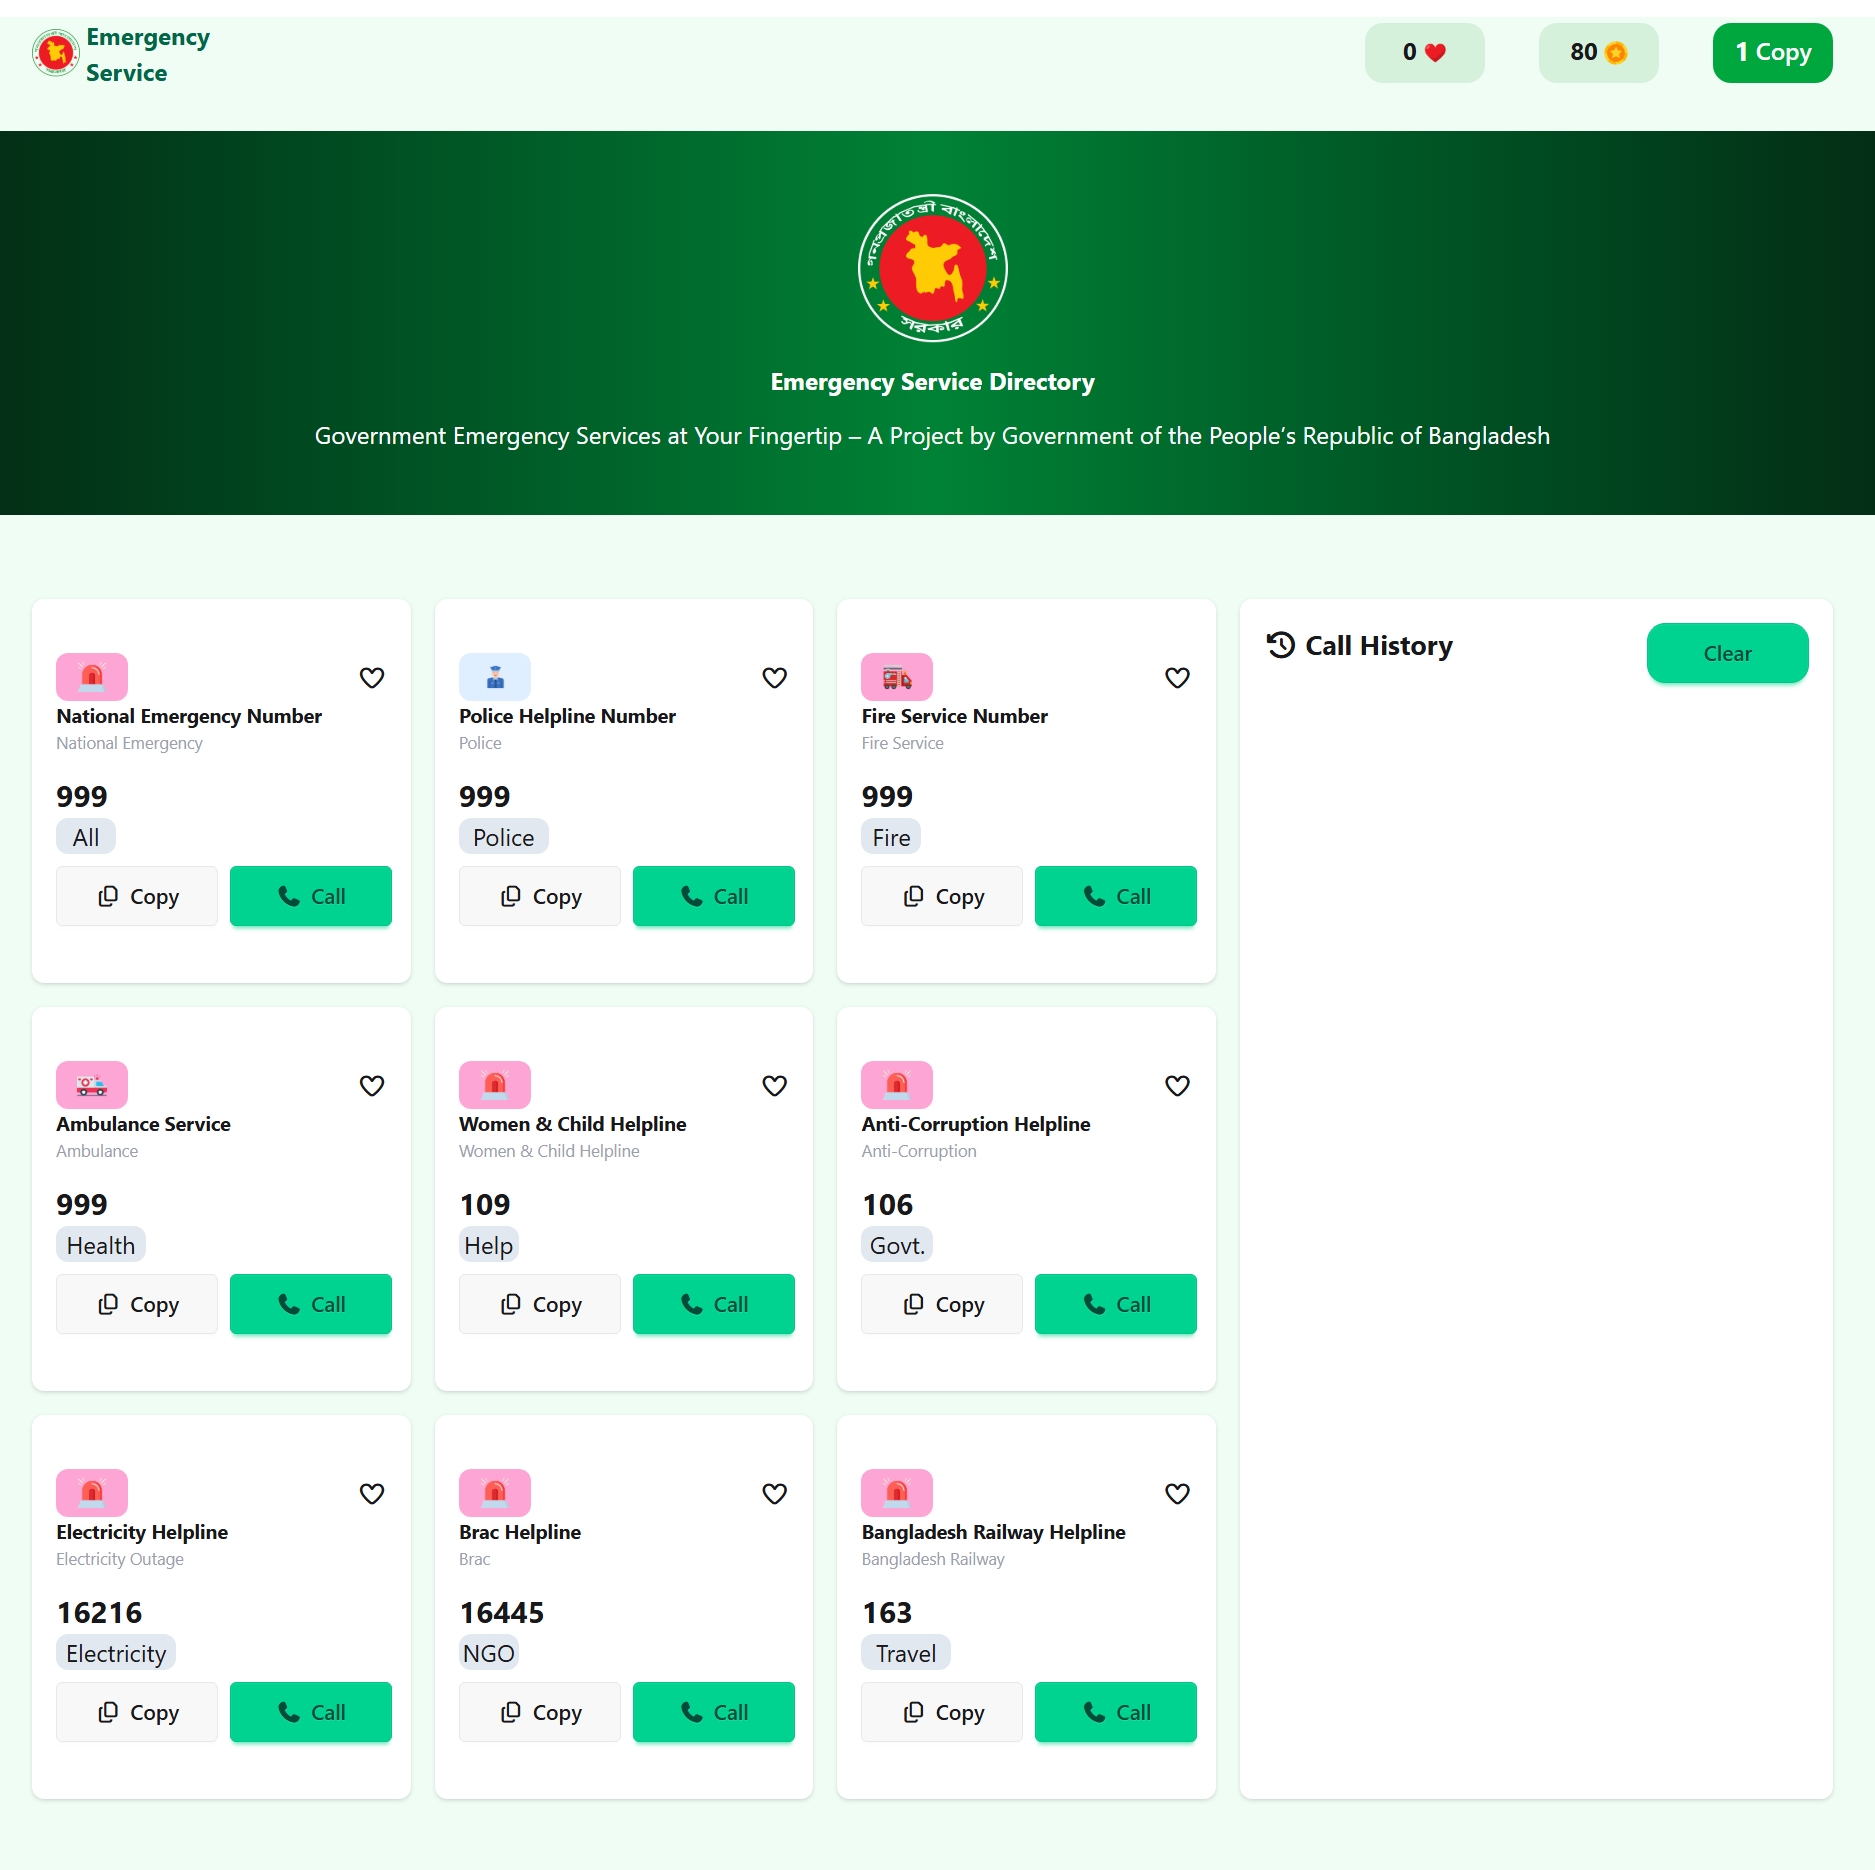 Emergency
Service
0
80
1 Copy
গনপ্রজাতন্ত্রী বাংলাদেশ
সরকার
Emergency Service Directory
Government Emergency Services at Your Fingertip – A Project by Government of the People’s Republic of Bangladesh
National Emergency Number
National Emergency
999
All
Copy
Call
Police Helpline Number
Police
999
Police
Copy
Call
Fire Service Number
Fire Service
999
Fire
Copy
Call
Call History
Clear
Ambulance Service
Ambulance
999
Health
Copy
Call
Women & Child Helpline
Women & Child Helpline
109
Help
Copy
Call
Anti-Corruption Helpline
Anti-Corruption
106
Govt.
Copy
Call
Electricity Helpline
Electricity Outage
16216
Electricity
Copy
Call
Brac Helpline
Brac
16445
NGO
Copy
Call
Bangladesh Railway Helpline
Bangladesh Railway
163
Travel
Copy
Call